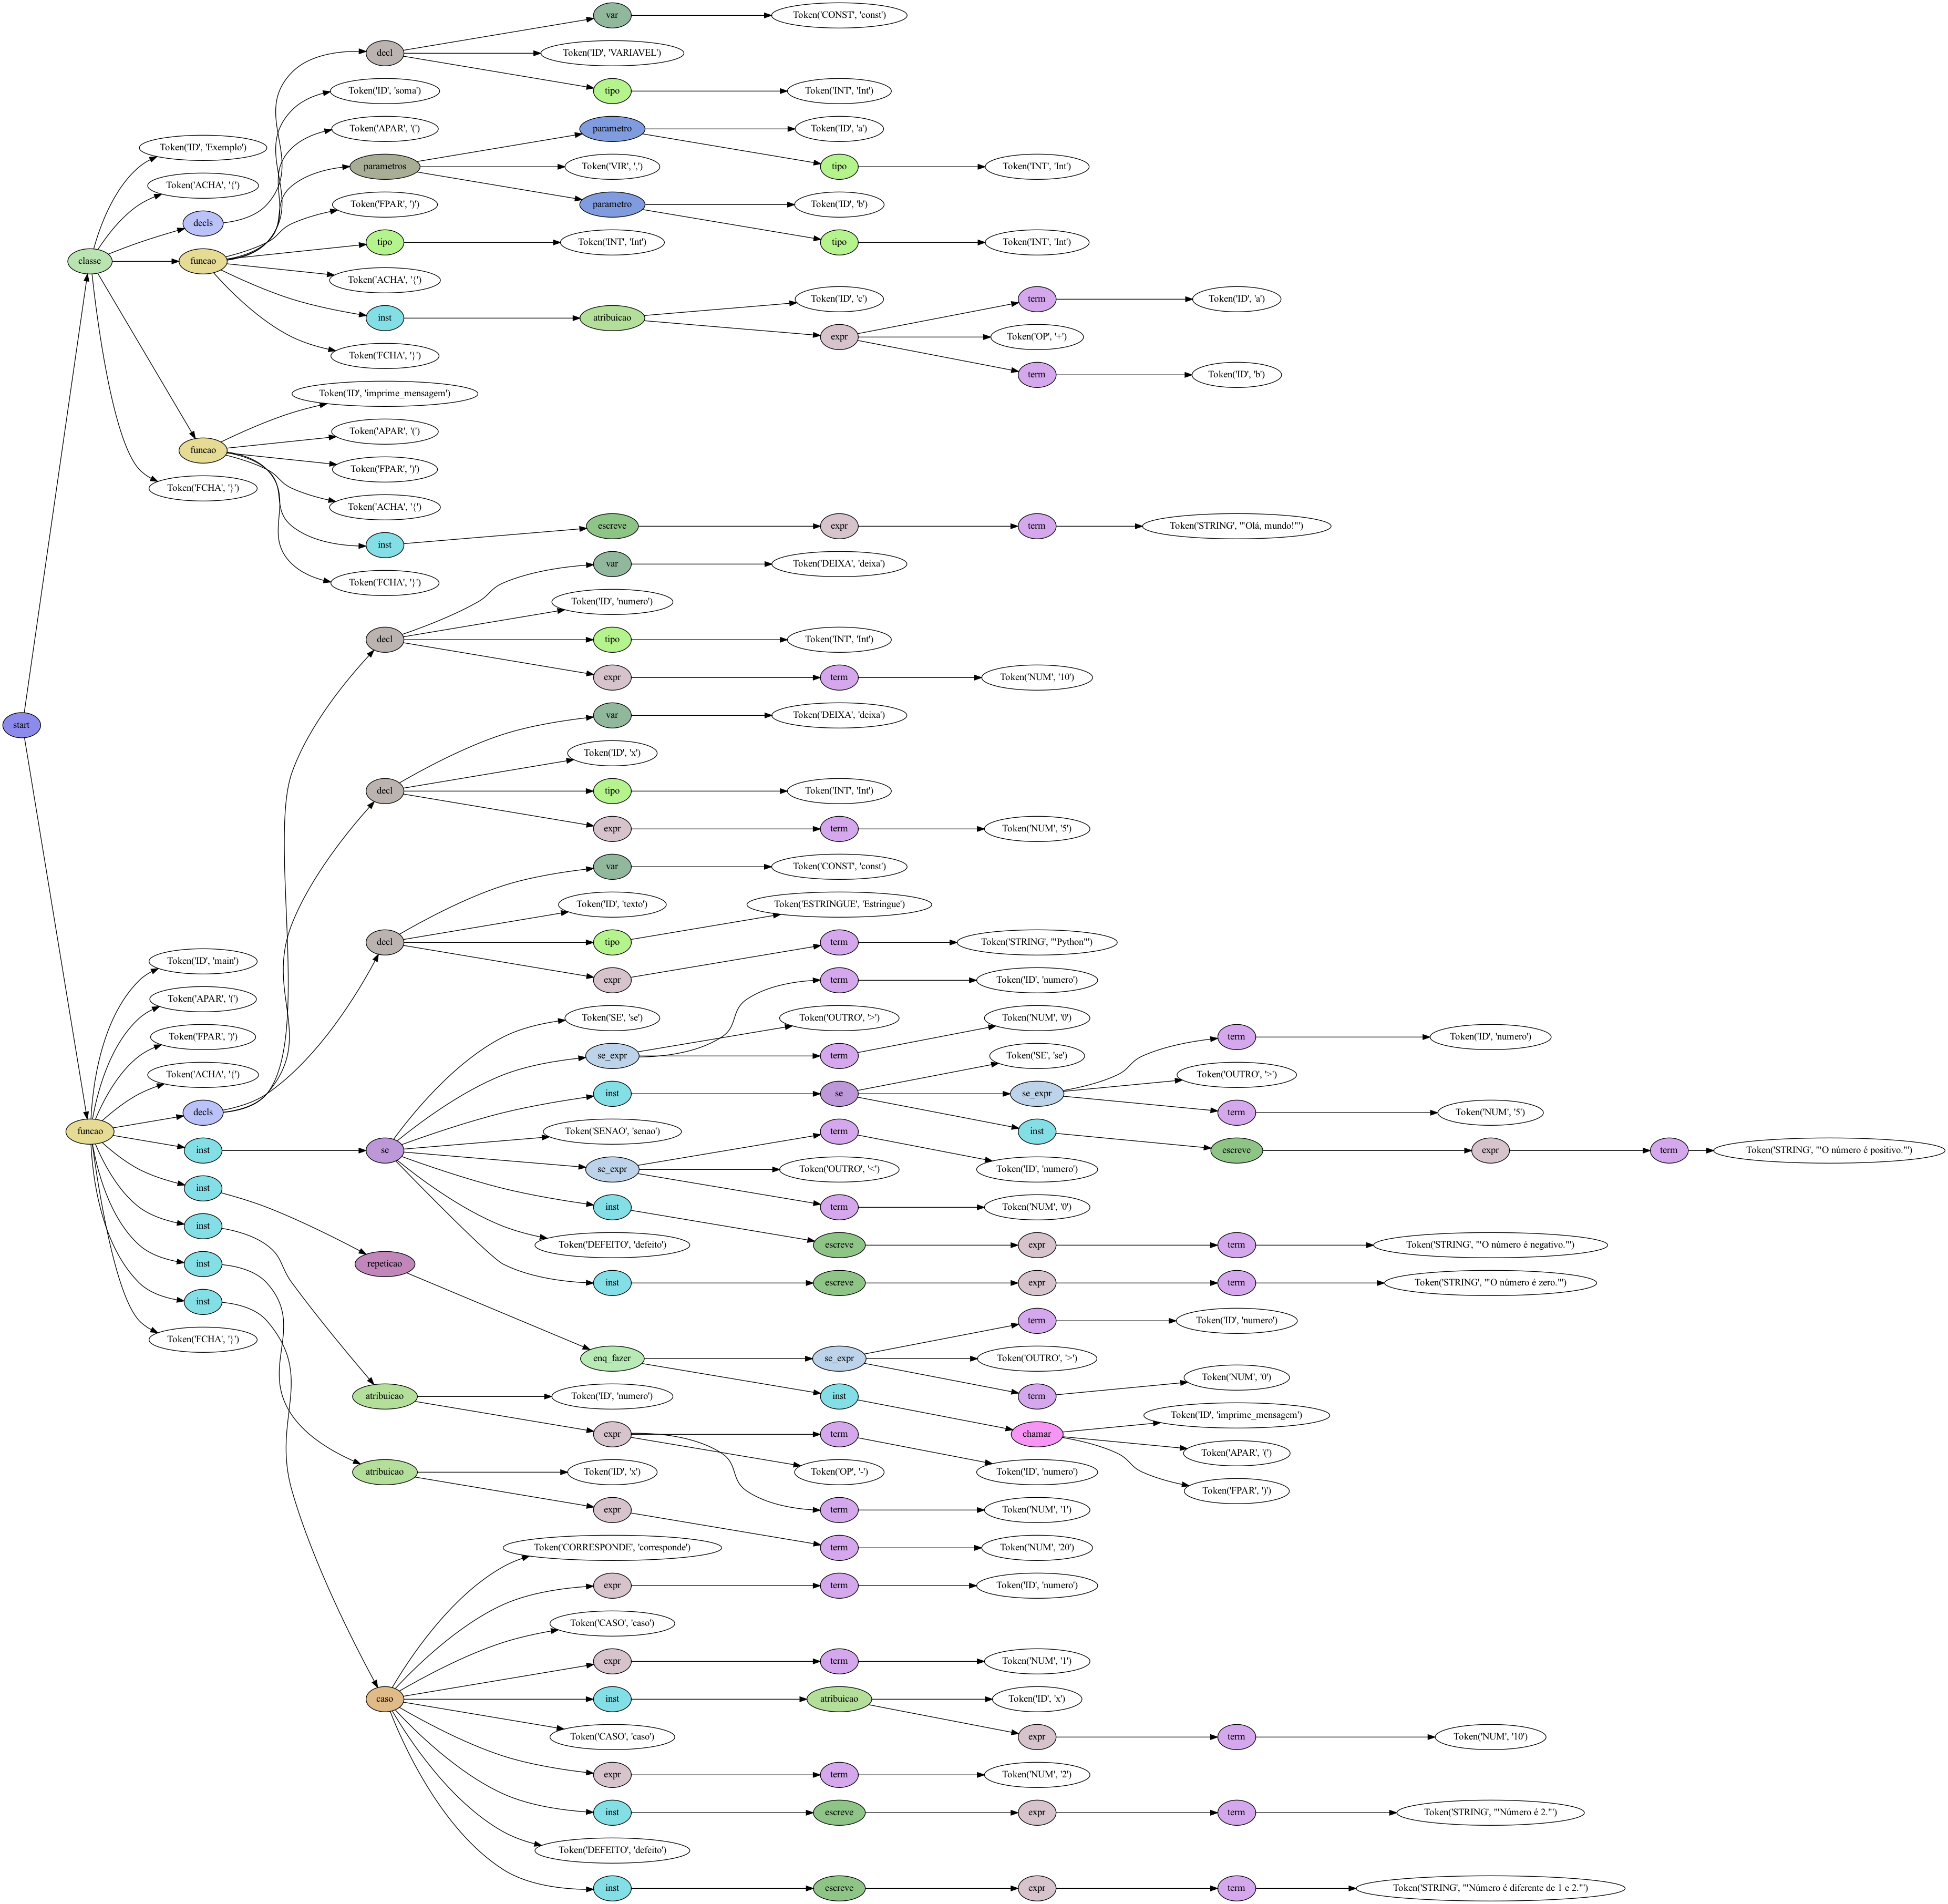 var
Token('CONST', 'const')
decl
Token('ID', 'VARIAVEL')
Token('ID', 'soma')
tipo
Token('INT', 'Int')
Token('APAR', '(')
parametro
Token('ID', 'a')
Token('ID', 'Exemplo')
parametros
Token('VIR', ',')
tipo
Token('INT', 'Int')
Token('ACHA', '{')
Token('FPAR', ')')
parametro
Token('ID', 'b')
decls
tipo
Token('INT', 'Int')
tipo
Token('INT', 'Int')
classe
funcao
Token('ACHA', '{')
Token('ID', 'c')
term
Token('ID', 'a')
inst
atribuicao
expr
Token('OP', '+')
Token('FCHA', '}')
term
Token('ID', 'b')
Token('ID', 'imprime_mensagem')
Token('APAR', '(')
funcao
Token('FPAR', ')')
Token('FCHA', '}')
Token('ACHA', '{')
escreve
expr
term
Token('STRING', '"Olá, mundo!"')
inst
var
Token('DEIXA', 'deixa')
Token('FCHA', '}')
Token('ID', 'numero')
decl
tipo
Token('INT', 'Int')
expr
term
Token('NUM', '10')
var
Token('DEIXA', 'deixa')
start
Token('ID', 'x')
decl
tipo
Token('INT', 'Int')
expr
term
Token('NUM', '5')
var
Token('CONST', 'const')
Token('ID', 'texto')
Token('ESTRINGUE', 'Estringue')
decl
tipo
term
Token('STRING', '"Python"')
Token('ID', 'main')
expr
term
Token('ID', 'numero')
Token('APAR', '(')
Token('SE', 'se')
Token('OUTRO', '>')
Token('NUM', '0')
Token('FPAR', ')')
term
Token('ID', 'numero')
se_expr
term
Token('SE', 'se')
Token('ACHA', '{')
Token('OUTRO', '>')
inst
se
se_expr
decls
term
Token('NUM', '5')
funcao
Token('SENAO', 'senao')
term
inst
inst
se
escreve
expr
term
Token('STRING', '"O número é positivo."')
se_expr
Token('OUTRO', '<')
Token('ID', 'numero')
inst
inst
term
Token('NUM', '0')
inst
Token('DEFEITO', 'defeito')
escreve
expr
term
Token('STRING', '"O número é negativo."')
inst
repeticao
inst
escreve
expr
term
Token('STRING', '"O número é zero."')
inst
term
Token('ID', 'numero')
Token('FCHA', '}')
enq_fazer
se_expr
Token('OUTRO', '>')
Token('NUM', '0')
atribuicao
Token('ID', 'numero')
inst
term
Token('ID', 'imprime_mensagem')
expr
term
chamar
Token('APAR', '(')
atribuicao
Token('ID', 'x')
Token('OP', '-')
Token('ID', 'numero')
Token('FPAR', ')')
expr
term
Token('NUM', '1')
Token('CORRESPONDE', 'corresponde')
term
Token('NUM', '20')
expr
term
Token('ID', 'numero')
Token('CASO', 'caso')
expr
term
Token('NUM', '1')
caso
inst
atribuicao
Token('ID', 'x')
Token('CASO', 'caso')
expr
term
Token('NUM', '10')
expr
term
Token('NUM', '2')
inst
escreve
expr
term
Token('STRING', '"Número é 2."')
Token('DEFEITO', 'defeito')
inst
escreve
expr
term
Token('STRING', '"Número é diferente de 1 e 2."')